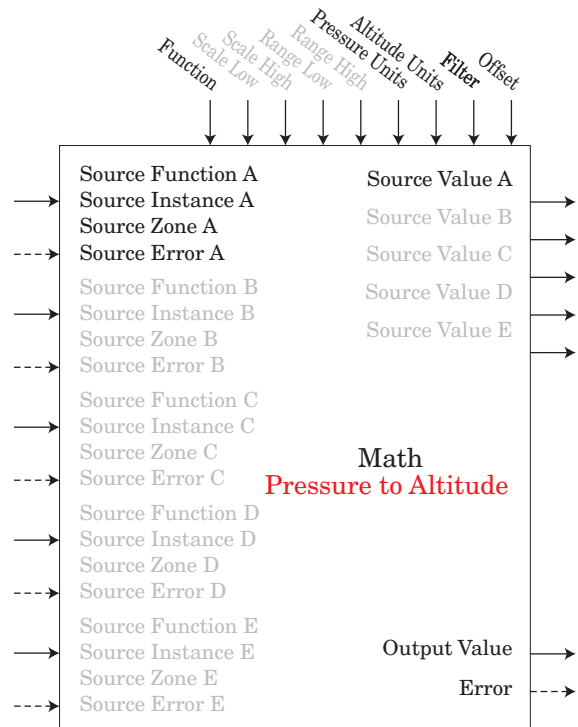 Function
Scale Low
Scale High
Range Low
Range High
Pressure Units
Altitude Units
Filter
Offset
Source Function A
Source Instance A
Source Zone A
Source Error A
Source Function B
Source Instance B
Source Zone B
Source Error B
Source Function C
Source Instance C
Source Zone C
Source Error C
Source Function D
Source Instance D
Source Zone D
Source Error D
Source Function E
Source Instance E
Source Zone E
Source Error E
Source Value A
Source Value B
Source Value C
Source Value D
Source Value E
Math
Pressure to Altitude
Output Value
Error